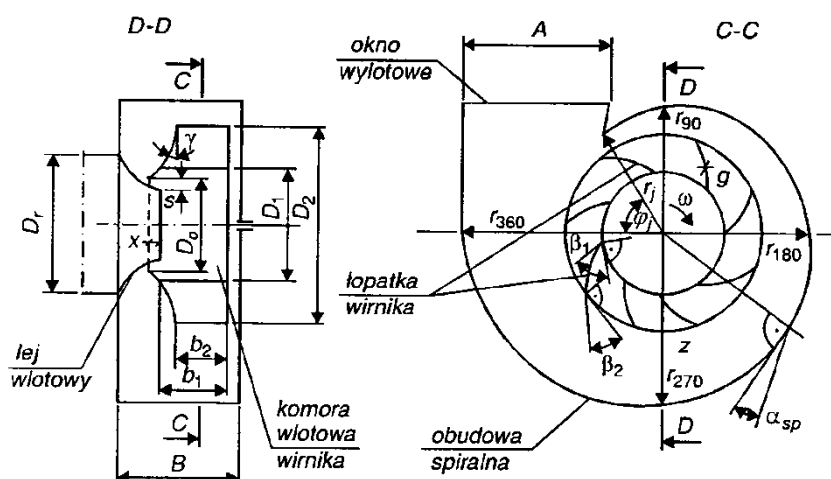 D-D
C
γ
s
x
D_r
D_o
D_1
D_2
b_2
b_1
lej
wlotowy
komora
wlotowa
wirnika
C
B
C-C
okno
wylotowe
A
D
r_90
g
r_j
ω
φ_j
r_360
r_180
β_1
łopatka
wirnika
β_2
z
r_270
α_sp
obudowa
spiralna
D